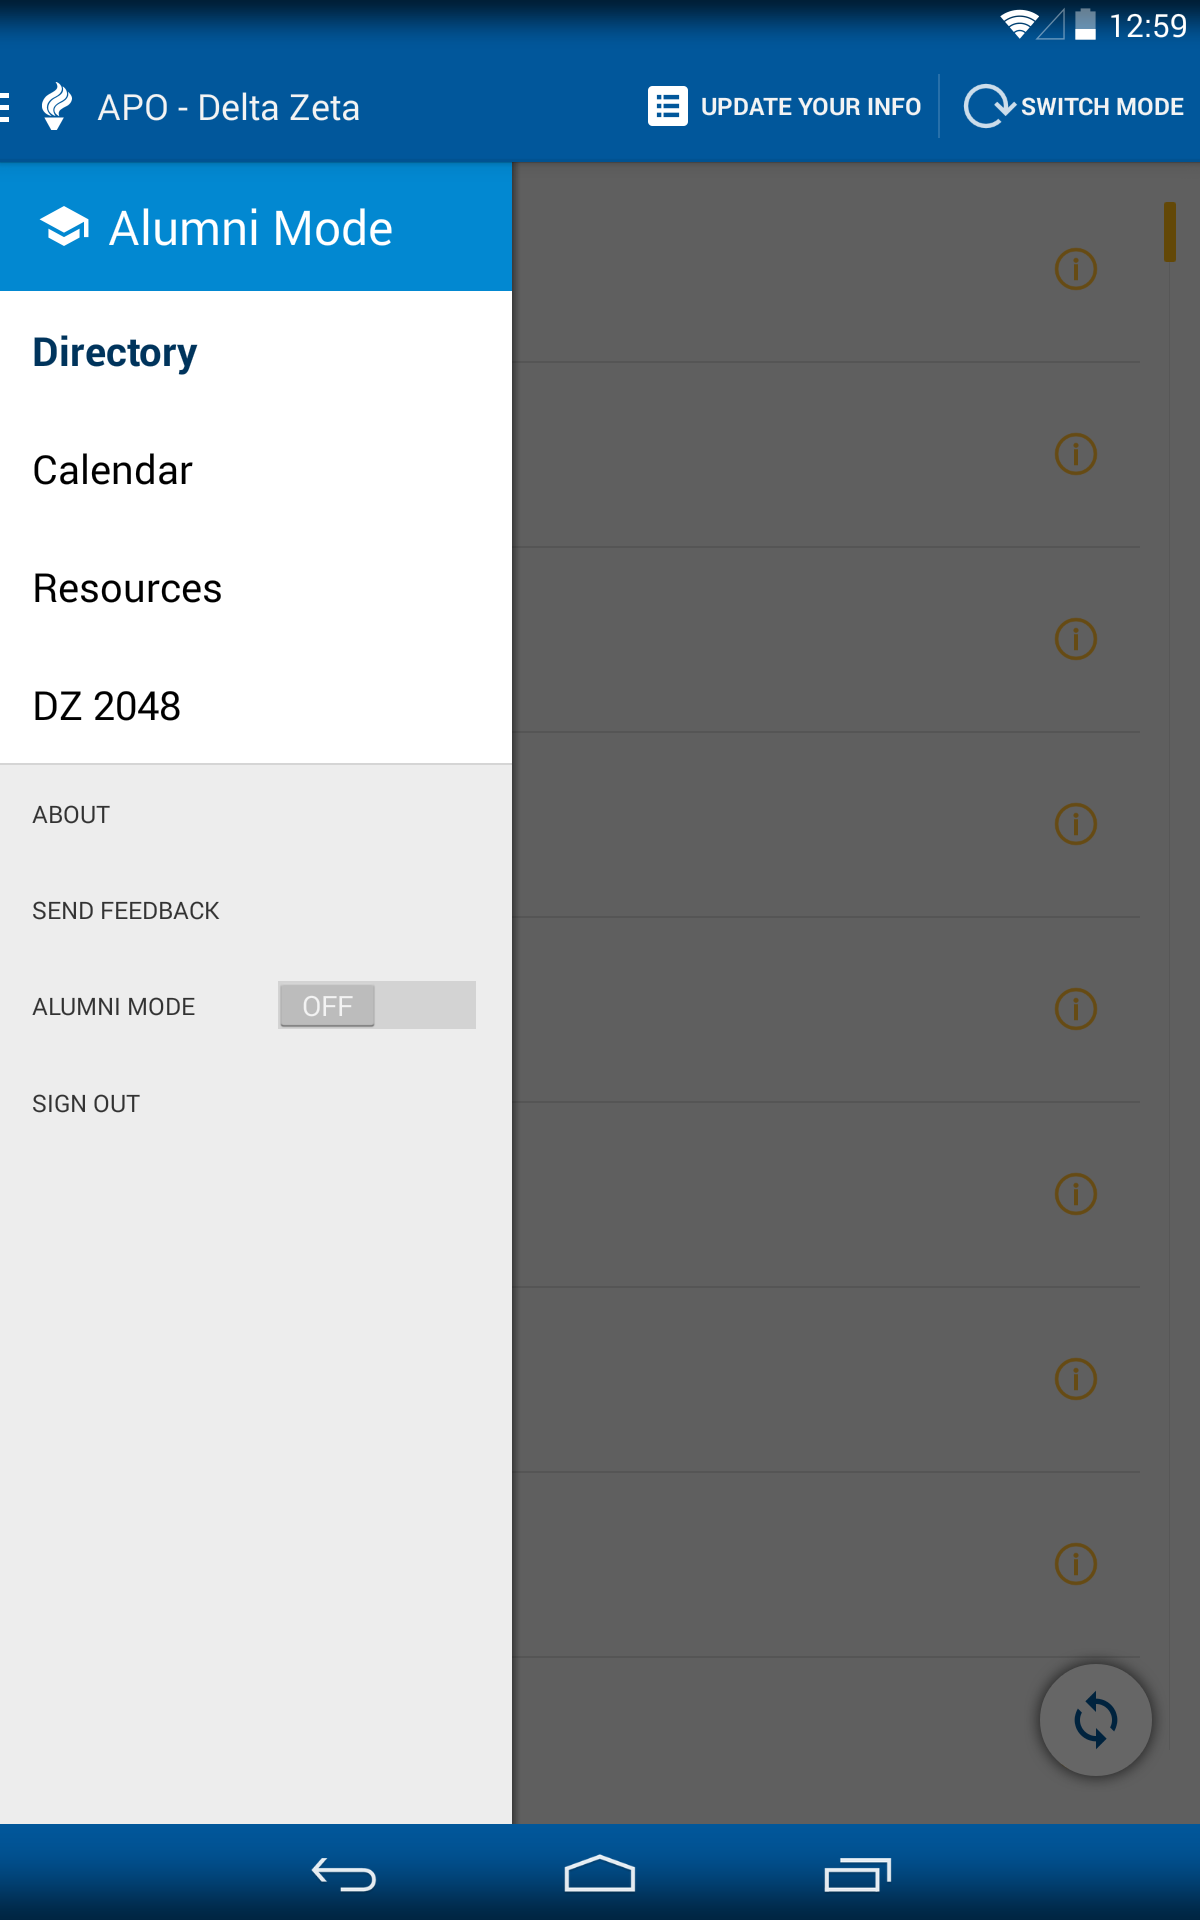 12:59
APO - Delta Zeta
UPDATE YOUR INFO
SWITCH MODE
Alumni Mode
Directory
Calendar
Resources
DZ 2048
ABOUT
SEND FEEDBACK
ALUMNI MODE OFF
SIGN OUT